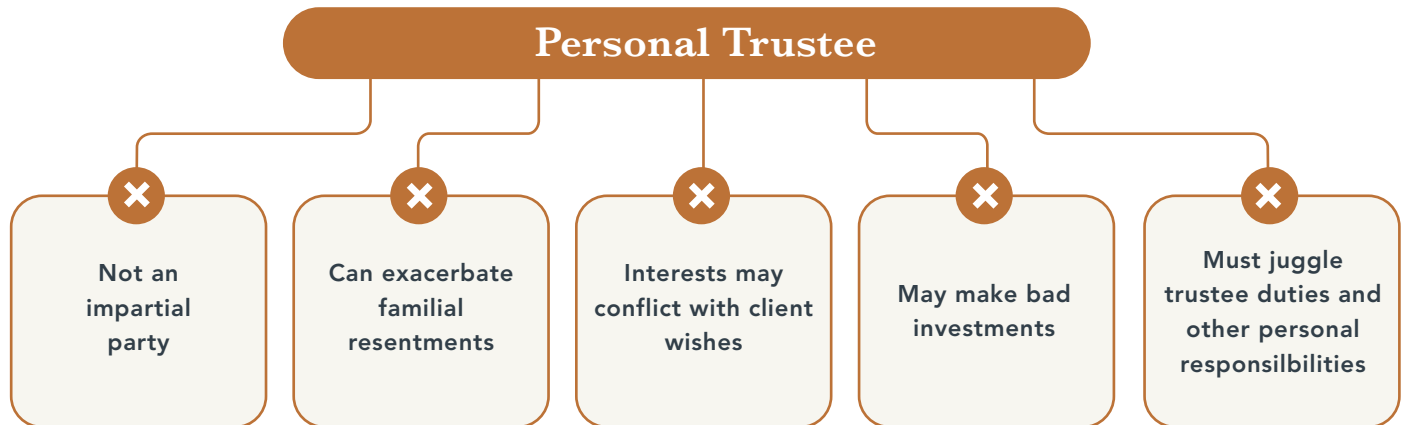 Personal Trustee
Not an
impartial
party
Can exacerbate
familial
resentments
Interests may
conflict with client
wishes
May make bad
investments
Must juggle
trustee duties and
other personal
responsilbilities